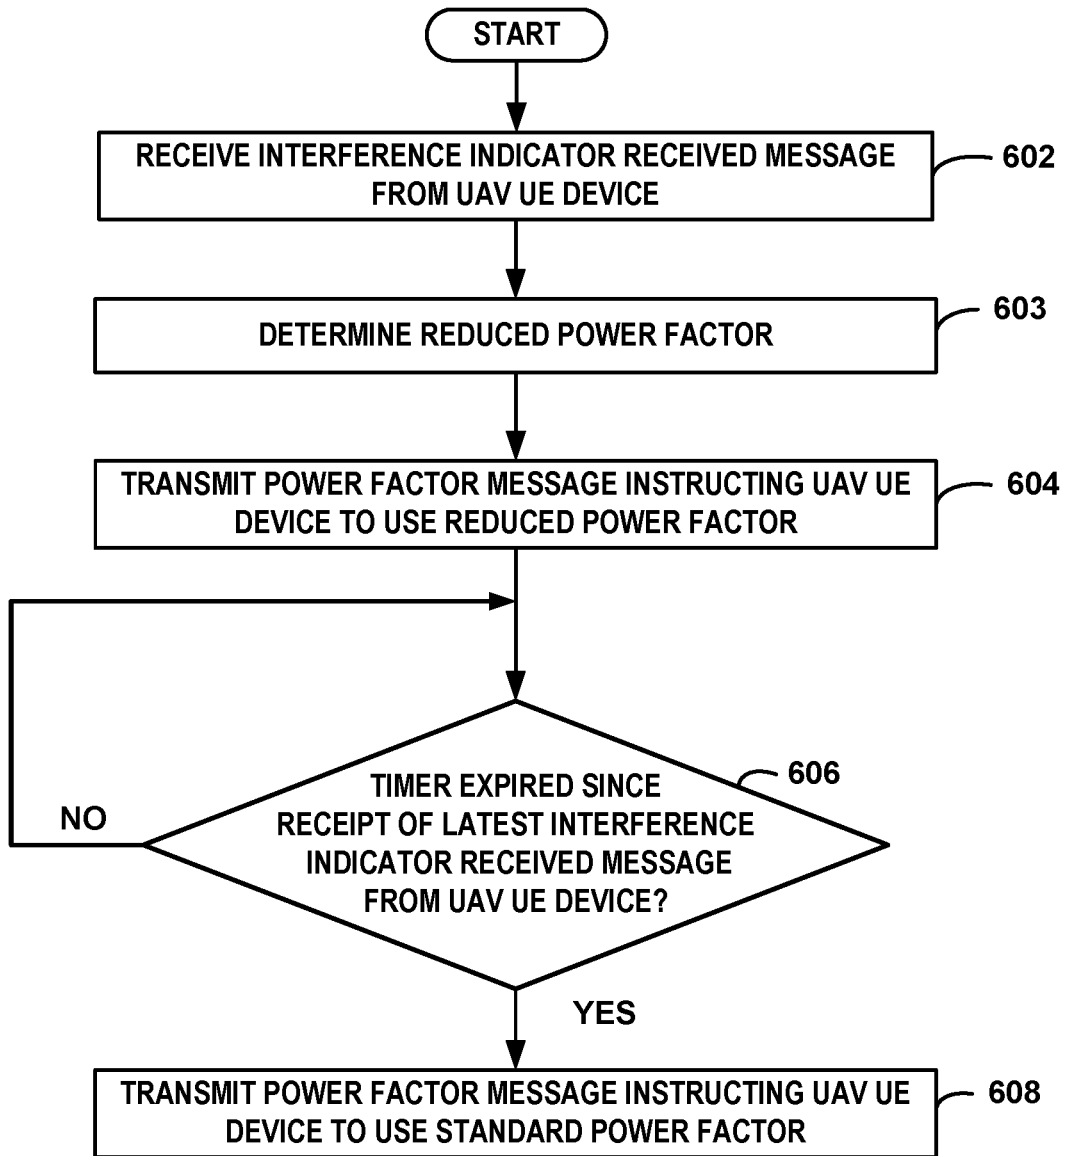 START
RECEIVE INTERFERENCE INDICATOR RECEIVED MESSAGE
FROM UAV UE DEVICE
602
DETERMINE REDUCED POWER FACTOR
603
TRANSMIT POWER FACTOR MESSAGE INSTRUCTING UAV UE
DEVICE TO USE REDUCED POWER FACTOR
604
TIMER EXPIRED SINCE
RECEIPT OF LATEST INTERFERENCE
INDICATOR RECEIVED MESSAGE
FROM UAV UE DEVICE?
606
NO
YES
TRANSMIT POWER FACTOR MESSAGE INSTRUCTING UAV UE
DEVICE TO USE STANDARD POWER FACTOR
608